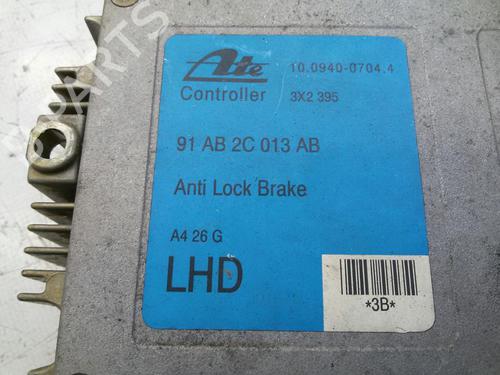 PARTS
Ate 10.0940-0704.4
Controller 3X2 395
91 AB 2C 013 AB
Anti Lock Brake
A4 26 G
LHD
*3B*